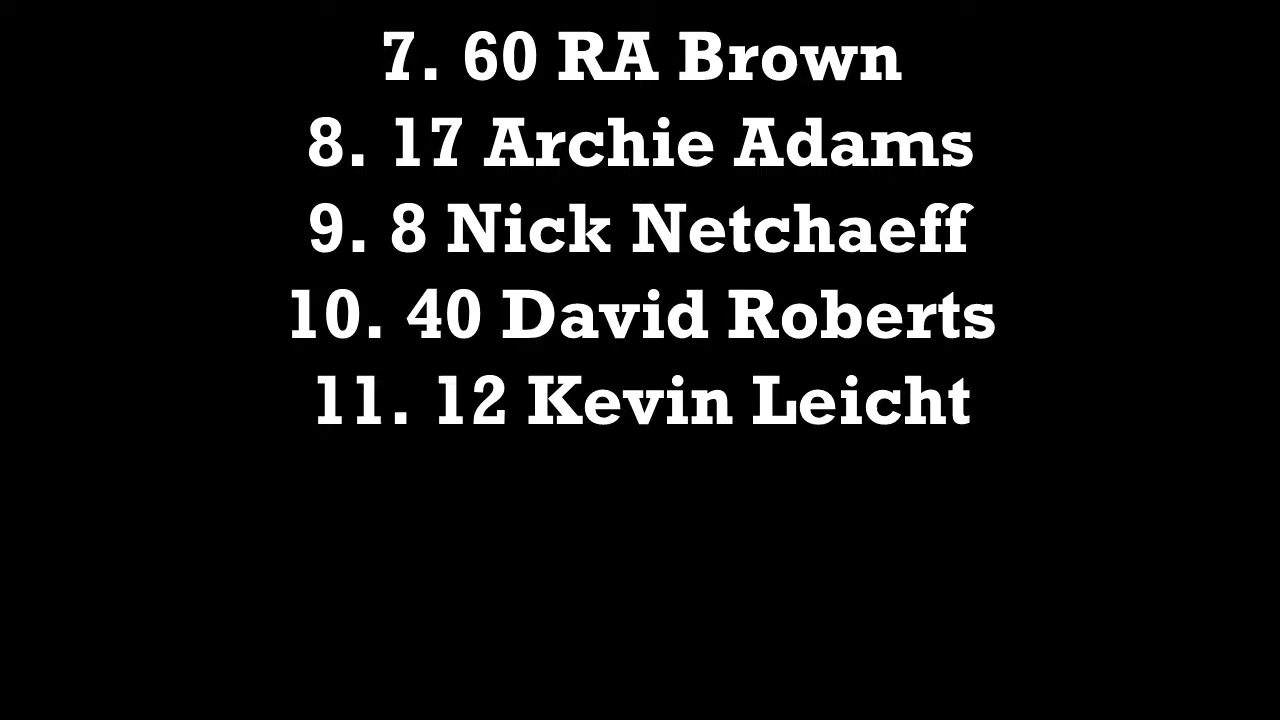 7. 60 RA Brown
8. 17 Archie Adams
9. 8 Nick Netchaeff
10. 40 David Roberts
11. 12 Kevin Leicht